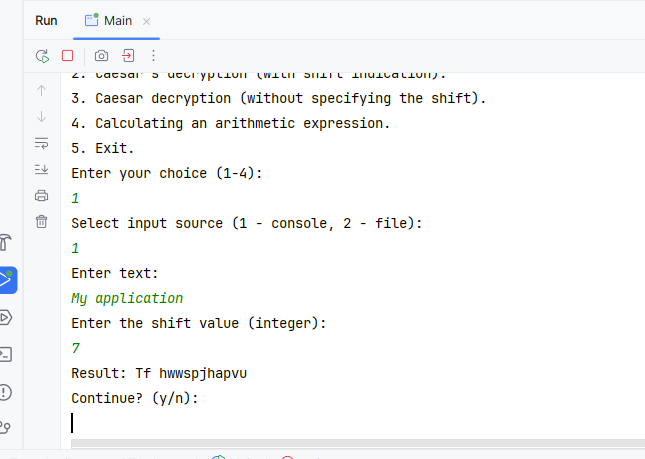 Run
Main
2. Caesar's decryption (with shift indication).
3. Caesar decryption (without specifying the shift).
4. Calculating an arithmetic expression.
5. Exit.
Enter your choice (1-4):
1
Select input source (1 - console, 2 - file):
1
Enter text:
My application
Enter the shift value (integer):
7
Result: Tf hwwspjhapvu
Continue? (y/n):